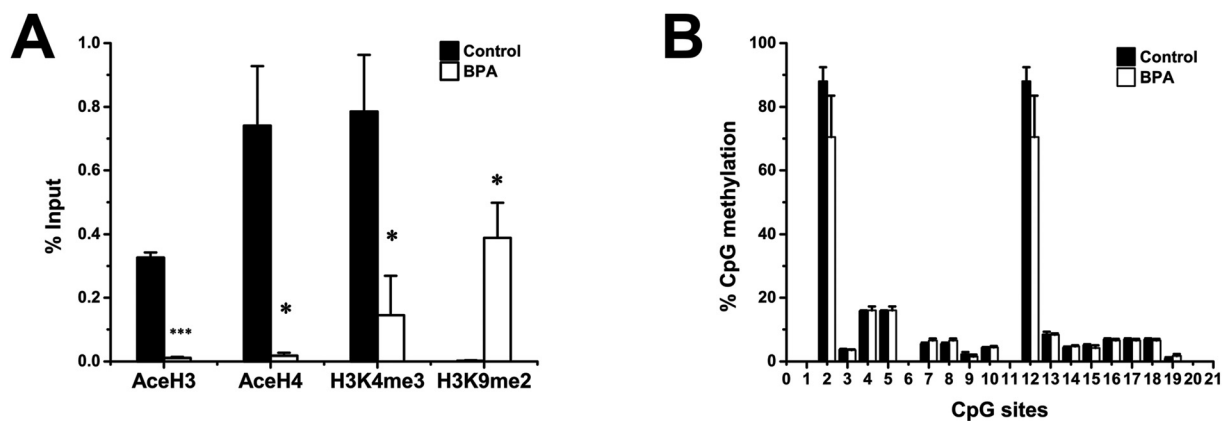 A
1.0
0.8
0.6
0.4
0.2
0.0
% Input
Control
BPA
***
*
*
*
AceH3 AceH4 H3K4me3 H3K9me2
B
100
80
60
40
20
0
% CpG methylation
Control
BPA
0 1 2 3 4 5 6 7 8 9 10 11 12 13 14 15 16 17 18 19 20 21
CpG sites